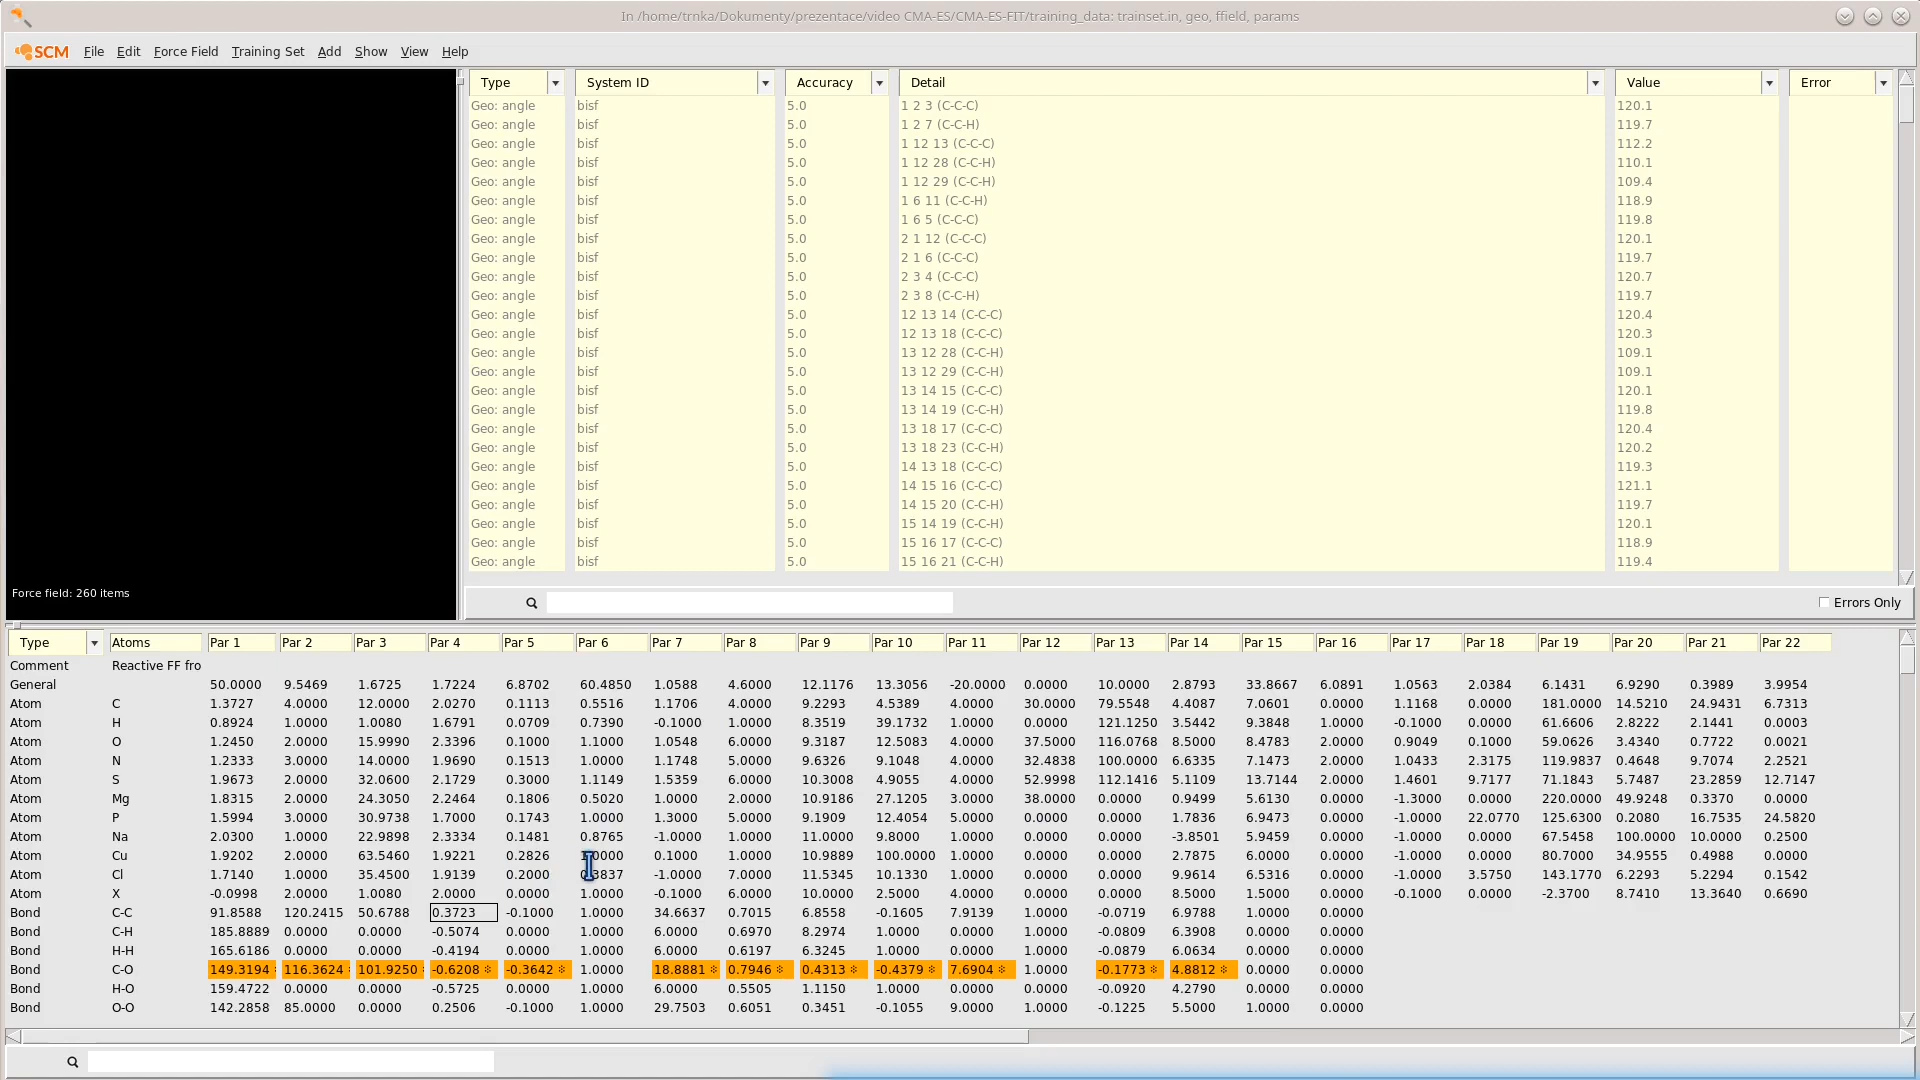 In /home/trnka/Dokumenty/prezentace/video CMA-ES/CMA-ES-FIT/training_data: trainset.in, geo, ffield, params
SCM File Edit Force Field Training Set Add Show View Help
Type System ID Accuracy Detail Value Error
Geo: angle bisf 5.0 1 2 3 (C-C-C) 120.1
Geo: angle bisf 5.0 1 2 7 (C-C-H) 119.7
Geo: angle bisf 5.0 1 12 13 (C-C-C) 112.2
Geo: angle bisf 5.0 1 12 28 (C-C-H) 110.1
Geo: angle bisf 5.0 1 12 29 (C-C-H) 109.4
Geo: angle bisf 5.0 1 6 11 (C-C-H) 118.9
Geo: angle bisf 5.0 1 6 5 (C-C-C) 119.8
Geo: angle bisf 5.0 2 1 12 (C-C-C) 120.1
Geo: angle bisf 5.0 2 1 6 (C-C-C) 119.7
Geo: angle bisf 5.0 2 3 4 (C-C-C) 120.7
Geo: angle bisf 5.0 2 3 8 (C-C-H) 119.7
Geo: angle bisf 5.0 12 13 14 (C-C-C) 120.4
Geo: angle bisf 5.0 12 13 18 (C-C-C) 120.3
Geo: angle bisf 5.0 13 12 28 (C-C-H) 109.1
Geo: angle bisf 5.0 13 12 29 (C-C-H) 109.1
Geo: angle bisf 5.0 13 14 15 (C-C-C) 120.1
Geo: angle bisf 5.0 13 14 19 (C-C-H) 119.8
Geo: angle bisf 5.0 13 18 17 (C-C-C) 120.4
Geo: angle bisf 5.0 13 18 23 (C-C-H) 120.2
Geo: angle bisf 5.0 14 13 18 (C-C-C) 119.3
Geo: angle bisf 5.0 14 15 16 (C-C-C) 121.1
Geo: angle bisf 5.0 14 15 20 (C-C-H) 119.7
Geo: angle bisf 5.0 15 14 19 (C-C-H) 120.1
Geo: angle bisf 5.0 15 16 17 (C-C-C) 118.9
Geo: angle bisf 5.0 15 16 21 (C-C-H) 119.4
Force field: 260 items
Errors Only
Type Atoms Par 1 Par 2 Par 3 Par 4 Par 5 Par 6 Par 7 Par 8 Par 9 Par 10 Par 11 Par 12 Par 13 Par 14 Par 15 Par 16 Par 17 Par 18 Par 19 Par 20 Par 21 Par 22
Comment Reactive FF fro
General 50.0000 9.5469 1.6725 1.7224 6.8702 60.4850 1.0588 4.6000 12.1176 13.3056 -20.0000 0.0000 10.0000 2.8793 33.8667 6.0891 1.0563 2.0384 6.1431 6.9290 0.3989 3.9954
Atom C 1.3727 4.0000 12.0000 2.0270 0.1113 0.5516 1.1706 4.0000 9.2293 4.5389 4.0000 30.0000 79.5548 4.4087 7.0601 0.0000 1.1168 0.0000 181.0000 14.5210 24.9431 6.7313
Atom H 0.8924 1.0000 1.0080 1.6791 0.0709 0.7390 -0.1000 1.0000 8.3519 39.1732 1.0000 0.0000 121.1250 3.5442 9.3848 1.0000 -0.1000 0.0000 61.6606 2.8222 2.1441 0.0003
Atom O 1.2450 2.0000 15.9990 2.3396 0.1000 1.1000 1.0548 6.0000 9.3187 12.5083 4.0000 37.5000 116.0768 8.5000 8.4783 2.0000 0.9049 0.1000 59.0626 3.4340 0.7722 0.0021
Atom N 1.2333 3.0000 14.0000 1.9690 0.1513 1.0000 1.1748 5.0000 9.6326 9.1048 4.0000 32.4838 100.0000 6.6335 7.1473 2.0000 1.0433 2.3175 119.9837 0.4648 9.7074 2.2521
Atom S 1.9673 2.0000 32.0600 2.1729 0.3000 1.1149 1.5359 6.0000 10.3008 4.9055 4.0000 52.9998 112.1416 5.1109 13.7144 2.0000 1.4601 9.7177 71.1843 5.7487 23.2859 12.7147
Atom Mg 1.8315 2.0000 24.3050 2.2464 0.1806 0.5020 1.0000 2.0000 10.9186 27.1205 3.0000 38.0000 0.0000 0.9499 5.6130 0.0000 -1.3000 0.0000 220.0000 49.9248 0.3370 0.0000
Atom P 1.5994 3.0000 30.9738 1.7000 0.1743 1.0000 1.3000 5.0000 9.1909 12.4054 5.0000 0.0000 0.0000 1.7836 6.9473 0.0000 -1.0000 22.0770 125.6300 0.2080 16.7535 24.5820
Atom Na 2.0300 1.0000 22.9898 2.3334 0.1481 0.8765 -1.0000 1.0000 11.0000 9.8000 1.0000 0.0000 0.0000 -3.8501 5.9459 0.0000 -1.0000 0.0000 67.5458 100.0000 10.0000 0.2500
Atom Cu 1.9202 2.0000 63.5460 1.9221 0.2826 1.0000 0.1000 1.0000 10.9889 100.0000 1.0000 0.0000 0.0000 2.7875 6.0000 0.0000 -1.0000 0.0000 80.7000 34.9555 0.4988 0.0000
Atom Cl 1.7140 1.0000 35.4500 1.9139 0.2000 0.3837 -1.0000 7.0000 11.5345 10.1330 1.0000 0.0000 0.0000 9.9614 6.5316 0.0000 -1.0000 3.5750 143.1770 6.2293 5.2294 0.1542
Atom X -0.0998 2.0000 1.0080 2.0000 0.0000 1.0000 -0.1000 6.0000 10.0000 2.5000 4.0000 0.0000 0.0000 8.5000 1.5000 0.0000 -0.1000 0.0000 -2.3700 8.7410 13.3640 0.6690
Bond C-C 91.8588 120.2415 50.6788 0.3723 -0.1000 1.0000 34.6637 0.7015 6.8558 -0.1605 7.9139 1.0000 -0.0719 6.9788 1.0000 0.0000
Bond C-H 185.8889 0.0000 0.0000 -0.5074 0.0000 1.0000 6.0000 0.6970 8.2974 1.0000 0.0000 1.0000 -0.0809 6.3908 0.0000 0.0000
Bond H-H 165.6186 0.0000 0.0000 -0.4194 0.0000 1.0000 6.0000 0.6197 6.3245 1.0000 0.0000 1.0000 -0.0879 6.0634 0.0000 0.0000
Bond C-O 149.3194 116.3624 101.9250 -0.6208 -0.3642 1.0000 18.8881 0.7946 0.4313 -0.4379 7.6904 1.0000 -0.1773 4.8812 0.0000 0.0000
Bond H-O 159.4722 0.0000 0.0000 -0.5725 0.0000 1.0000 6.0000 0.5505 1.1150 1.0000 0.0000 0.0000 -0.0920 4.2790 0.0000 0.0000
Bond O-O 142.2858 85.0000 0.0000 0.2506 -0.1000 1.0000 29.7503 0.6051 0.3451 -0.1055 9.0000 1.0000 -0.1225 5.5000 1.0000 0.0000